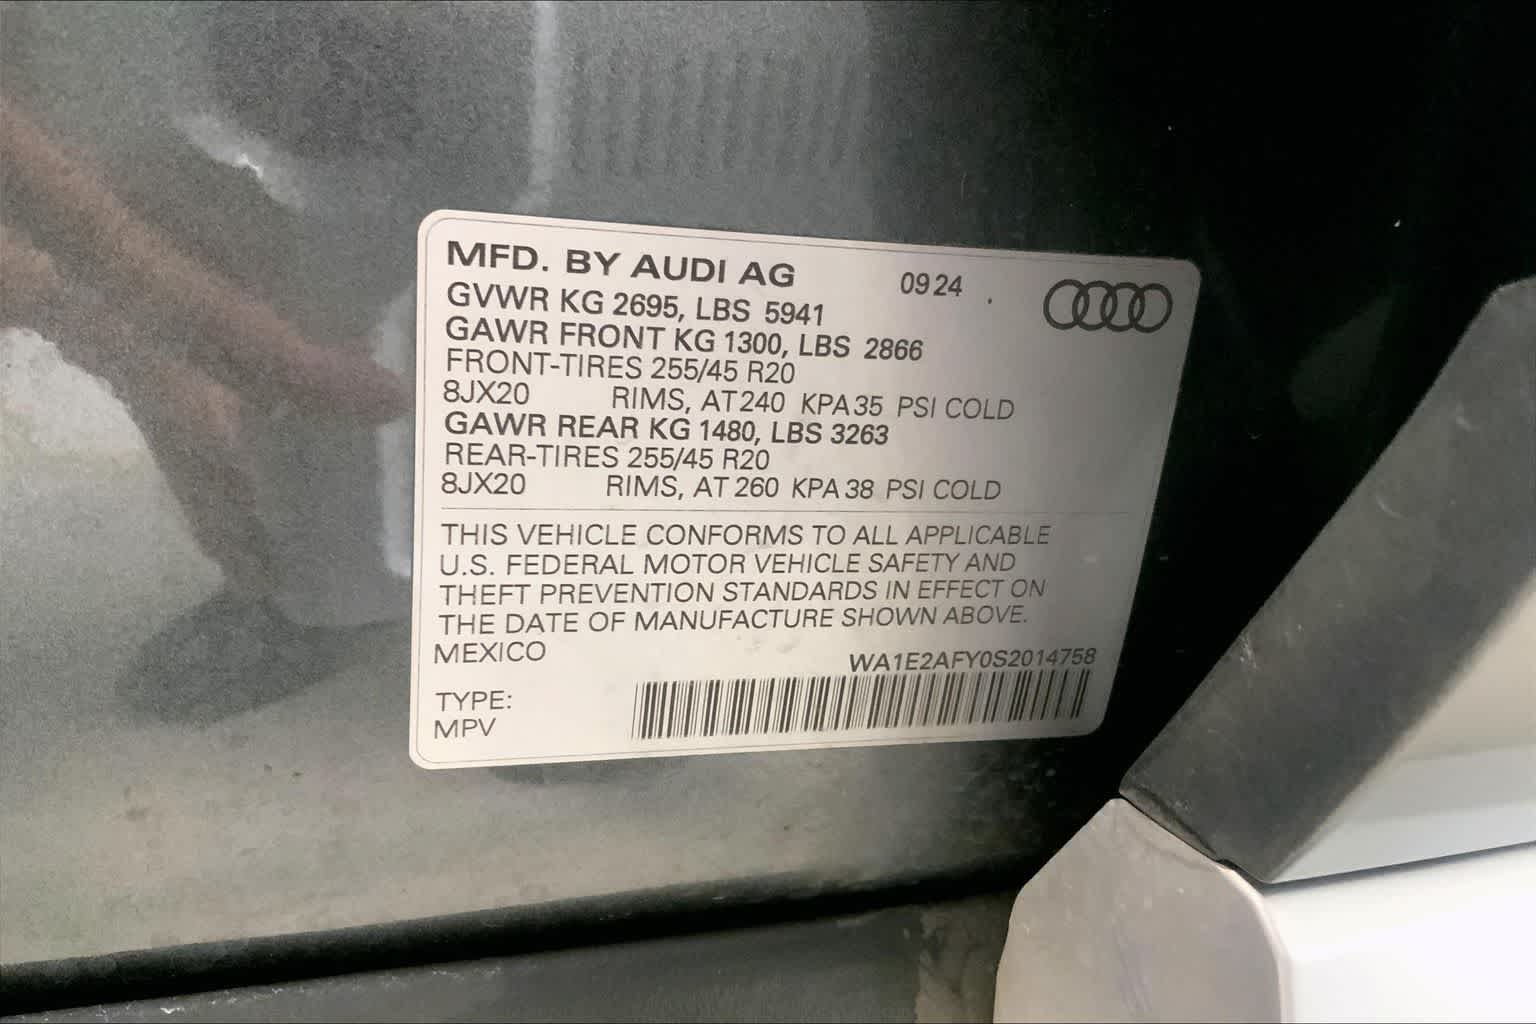 MFD. BY AUDI AG 09 24 .
GVWR KG 2695, LBS 5941
GAWR FRONT KG 1300, LBS 2866
FRONT-TIRES 255/45 R20
8JX20 RIMS, AT 240 KPA 35 PSI COLD
GAWR REAR KG 1480, LBS 3263
REAR-TIRES 255/45 R20
8JX20 RIMS, AT 260 KPA 38 PSI COLD
THIS VEHICLE CONFORMS TO ALL APPLICABLE
U.S. FEDERAL MOTOR VEHICLE SAFETY AND
THEFT PREVENTION STANDARDS IN EFFECT ON
THE DATE OF MANUFACTURE SHOWN ABOVE.
MEXICO
WA1E2AFY0S2014758
TYPE:
MPV